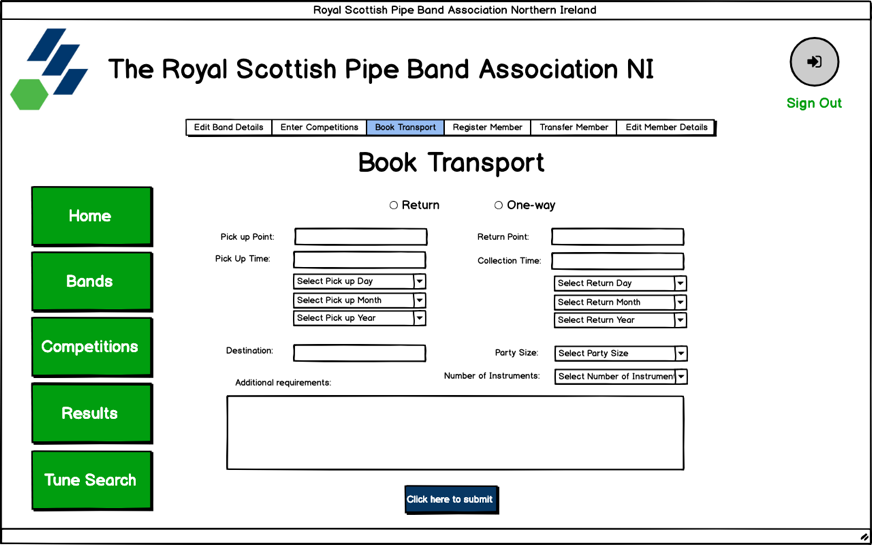 Royal Scottish Pipe Band Association Northern Ireland
The Royal Scottish Pipe Band Association NI
Sign Out
Edit Band Details Enter Competitions Book Transport Register Member Transfer Member Edit Member Details
Book Transport
Home
Bands
Competitions
Results
Tune Search
Return One-way
Pick up Point: Return Point:
Pick Up Time: Collection Time:
Select Pick up Day Select Return Day
Select Pick up Month Select Return Month
Select Pick up Year Select Return Year
Destination: Party Size: Select Party Size
Number of Instruments: Select Number of Instrument
Additional requirements:
Click here to submit